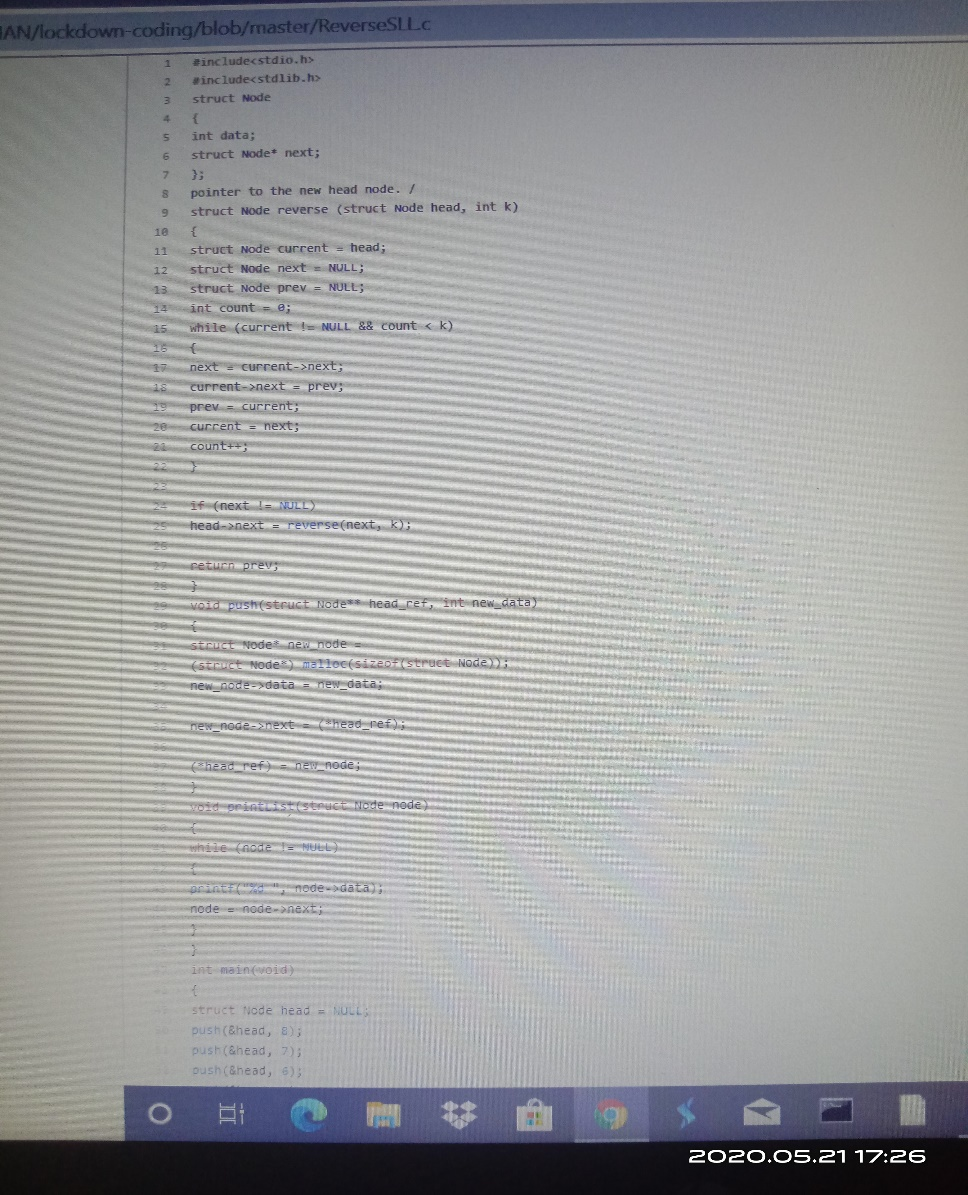 IAN/lockdown-coding/blob/master/ReverseSLL.c
1 #include<stdio.h>
2 #include<stdlib.h>
3 struct Node
4 {
5 int data;
6 struct Node* next;
7 };
8 pointer to the new head node. /
9 struct Node reverse (struct Node head, int k)
10 {
11 struct Node current = head;
12 struct Node next = NULL;
13 struct Node prev = NULL;
14 int count = 0;
15 while (current != NULL && count < k)
16 {
17 next = current->next;
18 current->next = prev;
19 prev = current;
20 current = next;
21 count++;
22 }
23
24 if (next != NULL)
25 head->next = reverse(next, k);
26
27 return prev;
28 }
29 void push(struct Node** head_ref, int new_data)
30 {
31 struct Node* new_node =
(struct Node*) malloc(sizeof(struct Node));
new_node->data = new_data;
new_node->next = (*head_ref);
(*head_ref) = new_node;
}
void printList(struct Node node)
{
while (node != NULL)
{
printf("%d ", node->data);
node = node->next;
}
}
int main(void)
{
struct Node head = NULL;
push(&head, 8);
push(&head, 7);
push(&head, 6);
2020.05.21 17:26